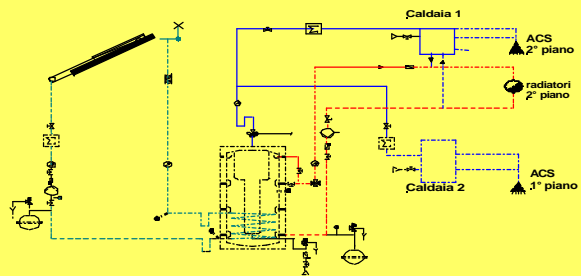 Caldaia 1
ACS
2° piano
radiatori
2° piano
Caldaia 2
ACS
1° piano